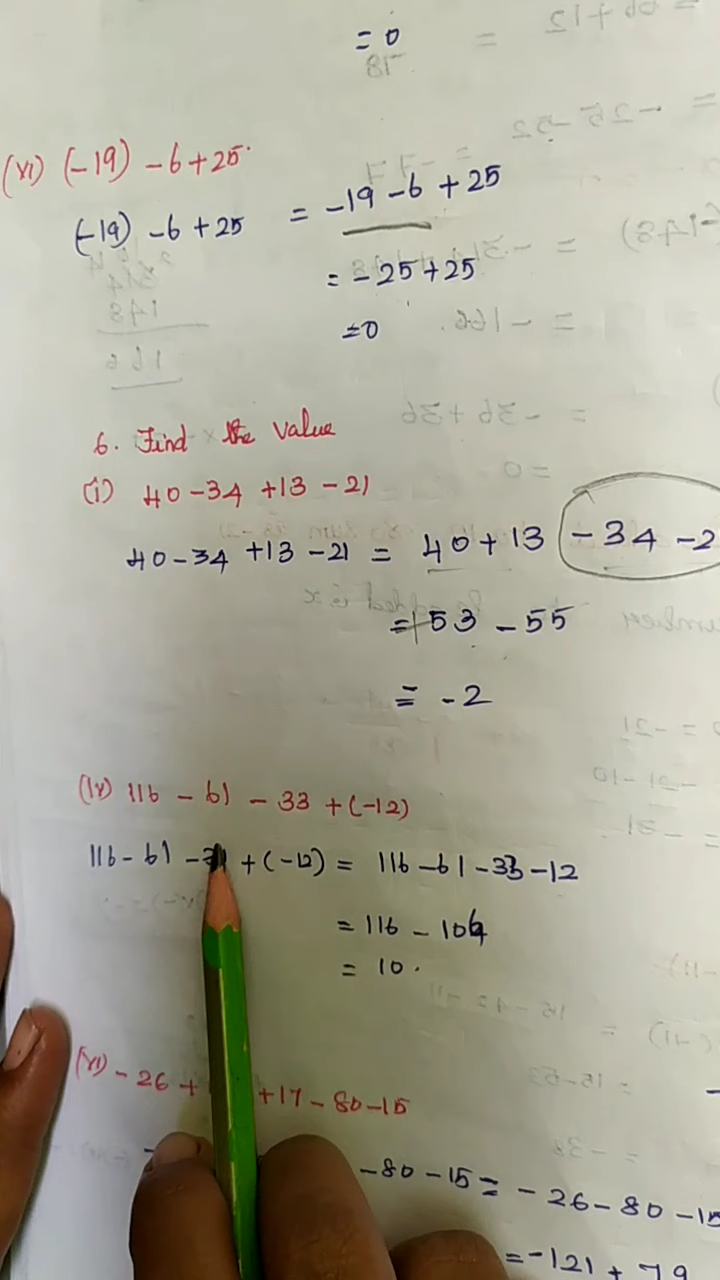 = 0
(xi) (-19) - 6 + 25.
(-19) - 6 + 25 = -19 - 6 + 25
= - 25 + 25
= 0
6. Find the value
(i) 40 - 34 + 13 - 21
40 - 34 + 13 - 21 = 40 + 13 - 34 - 2
= 53 - 55
= - 2
(iv) 116 - 61 - 33 + (-12)
116 - 61 - + (-12) = 116 - 61 - 33 - 12
= 116 - 106
= 10.
(vi) - 26 + + 17 - 80 - 15
- 80 - 15 = - 26 - 80 - 15
= -121 + 79